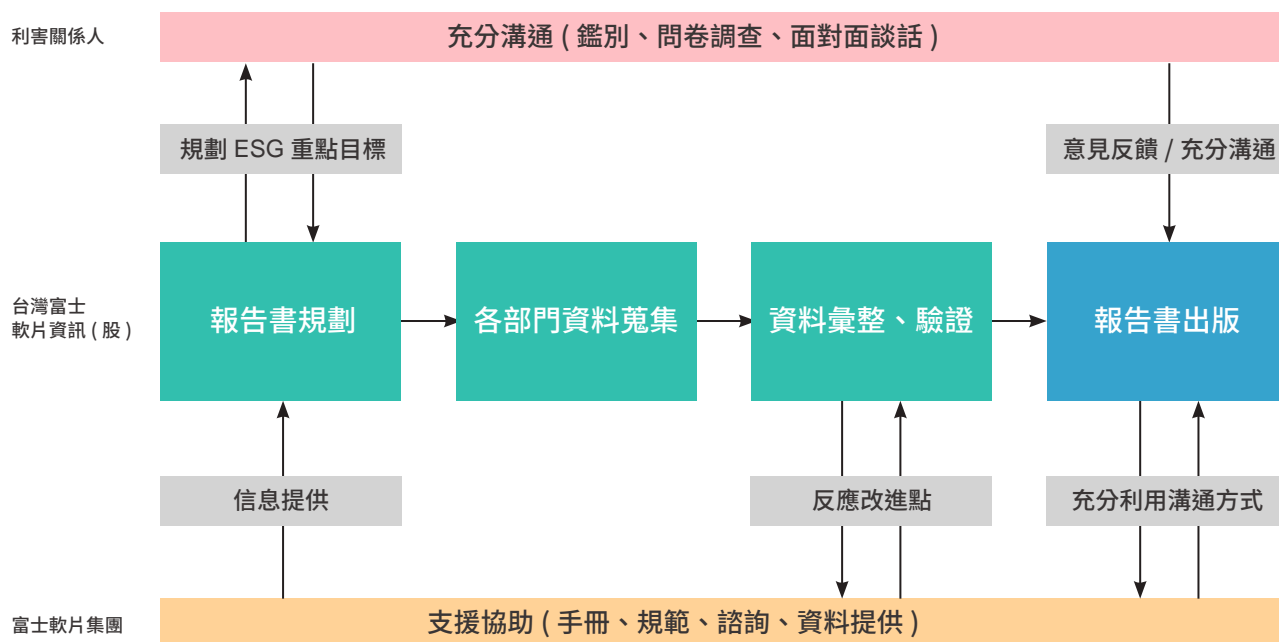 利害關係人
充分溝通 ( 鑑別、問卷調查、面對面談話 )
規劃 ESG 重點目標
意見反饋 / 充分溝通
台灣富士
軟片資訊 ( 股 )
報告書規劃
各部門資料蒐集
資料彙整、驗證
報告書出版
信息提供
反應改進點
充分利用溝通方式
富士軟片集團
支援協助 ( 手冊、規範、諮詢、資料提供 )